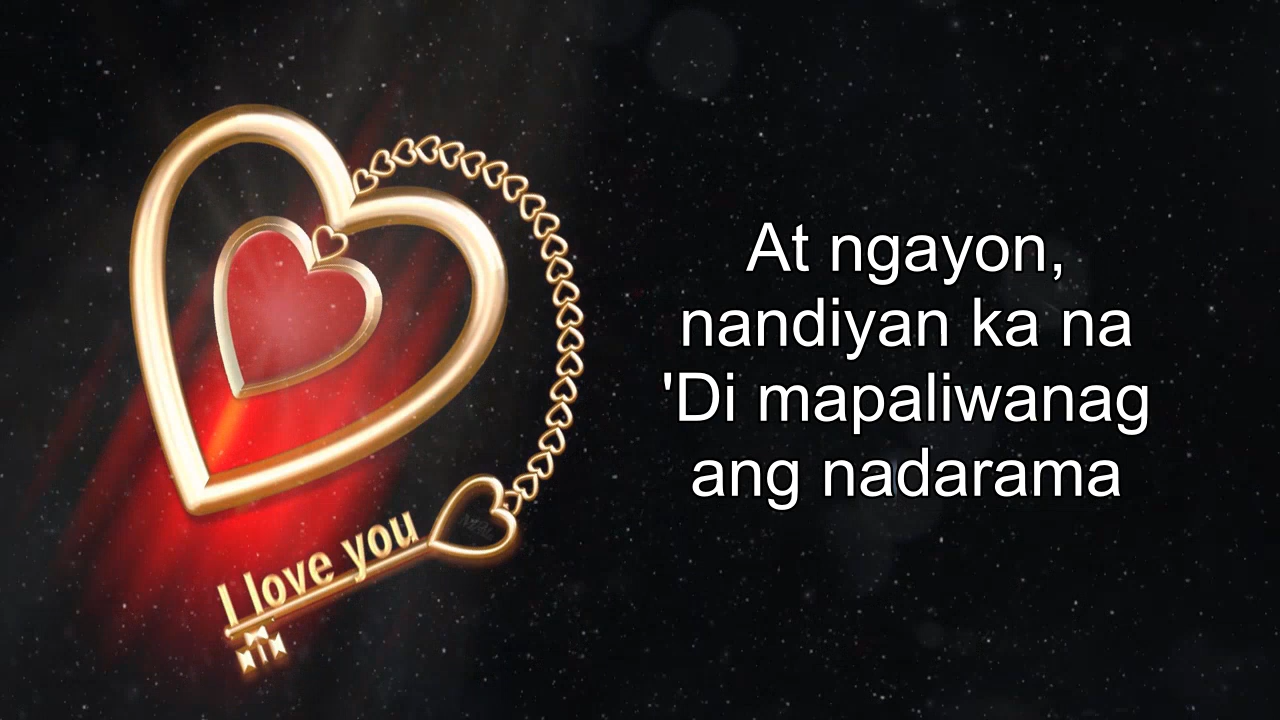 At ngayon,
nandiyan ka na
'Di mapaliwanag
ang nadarama
I love you